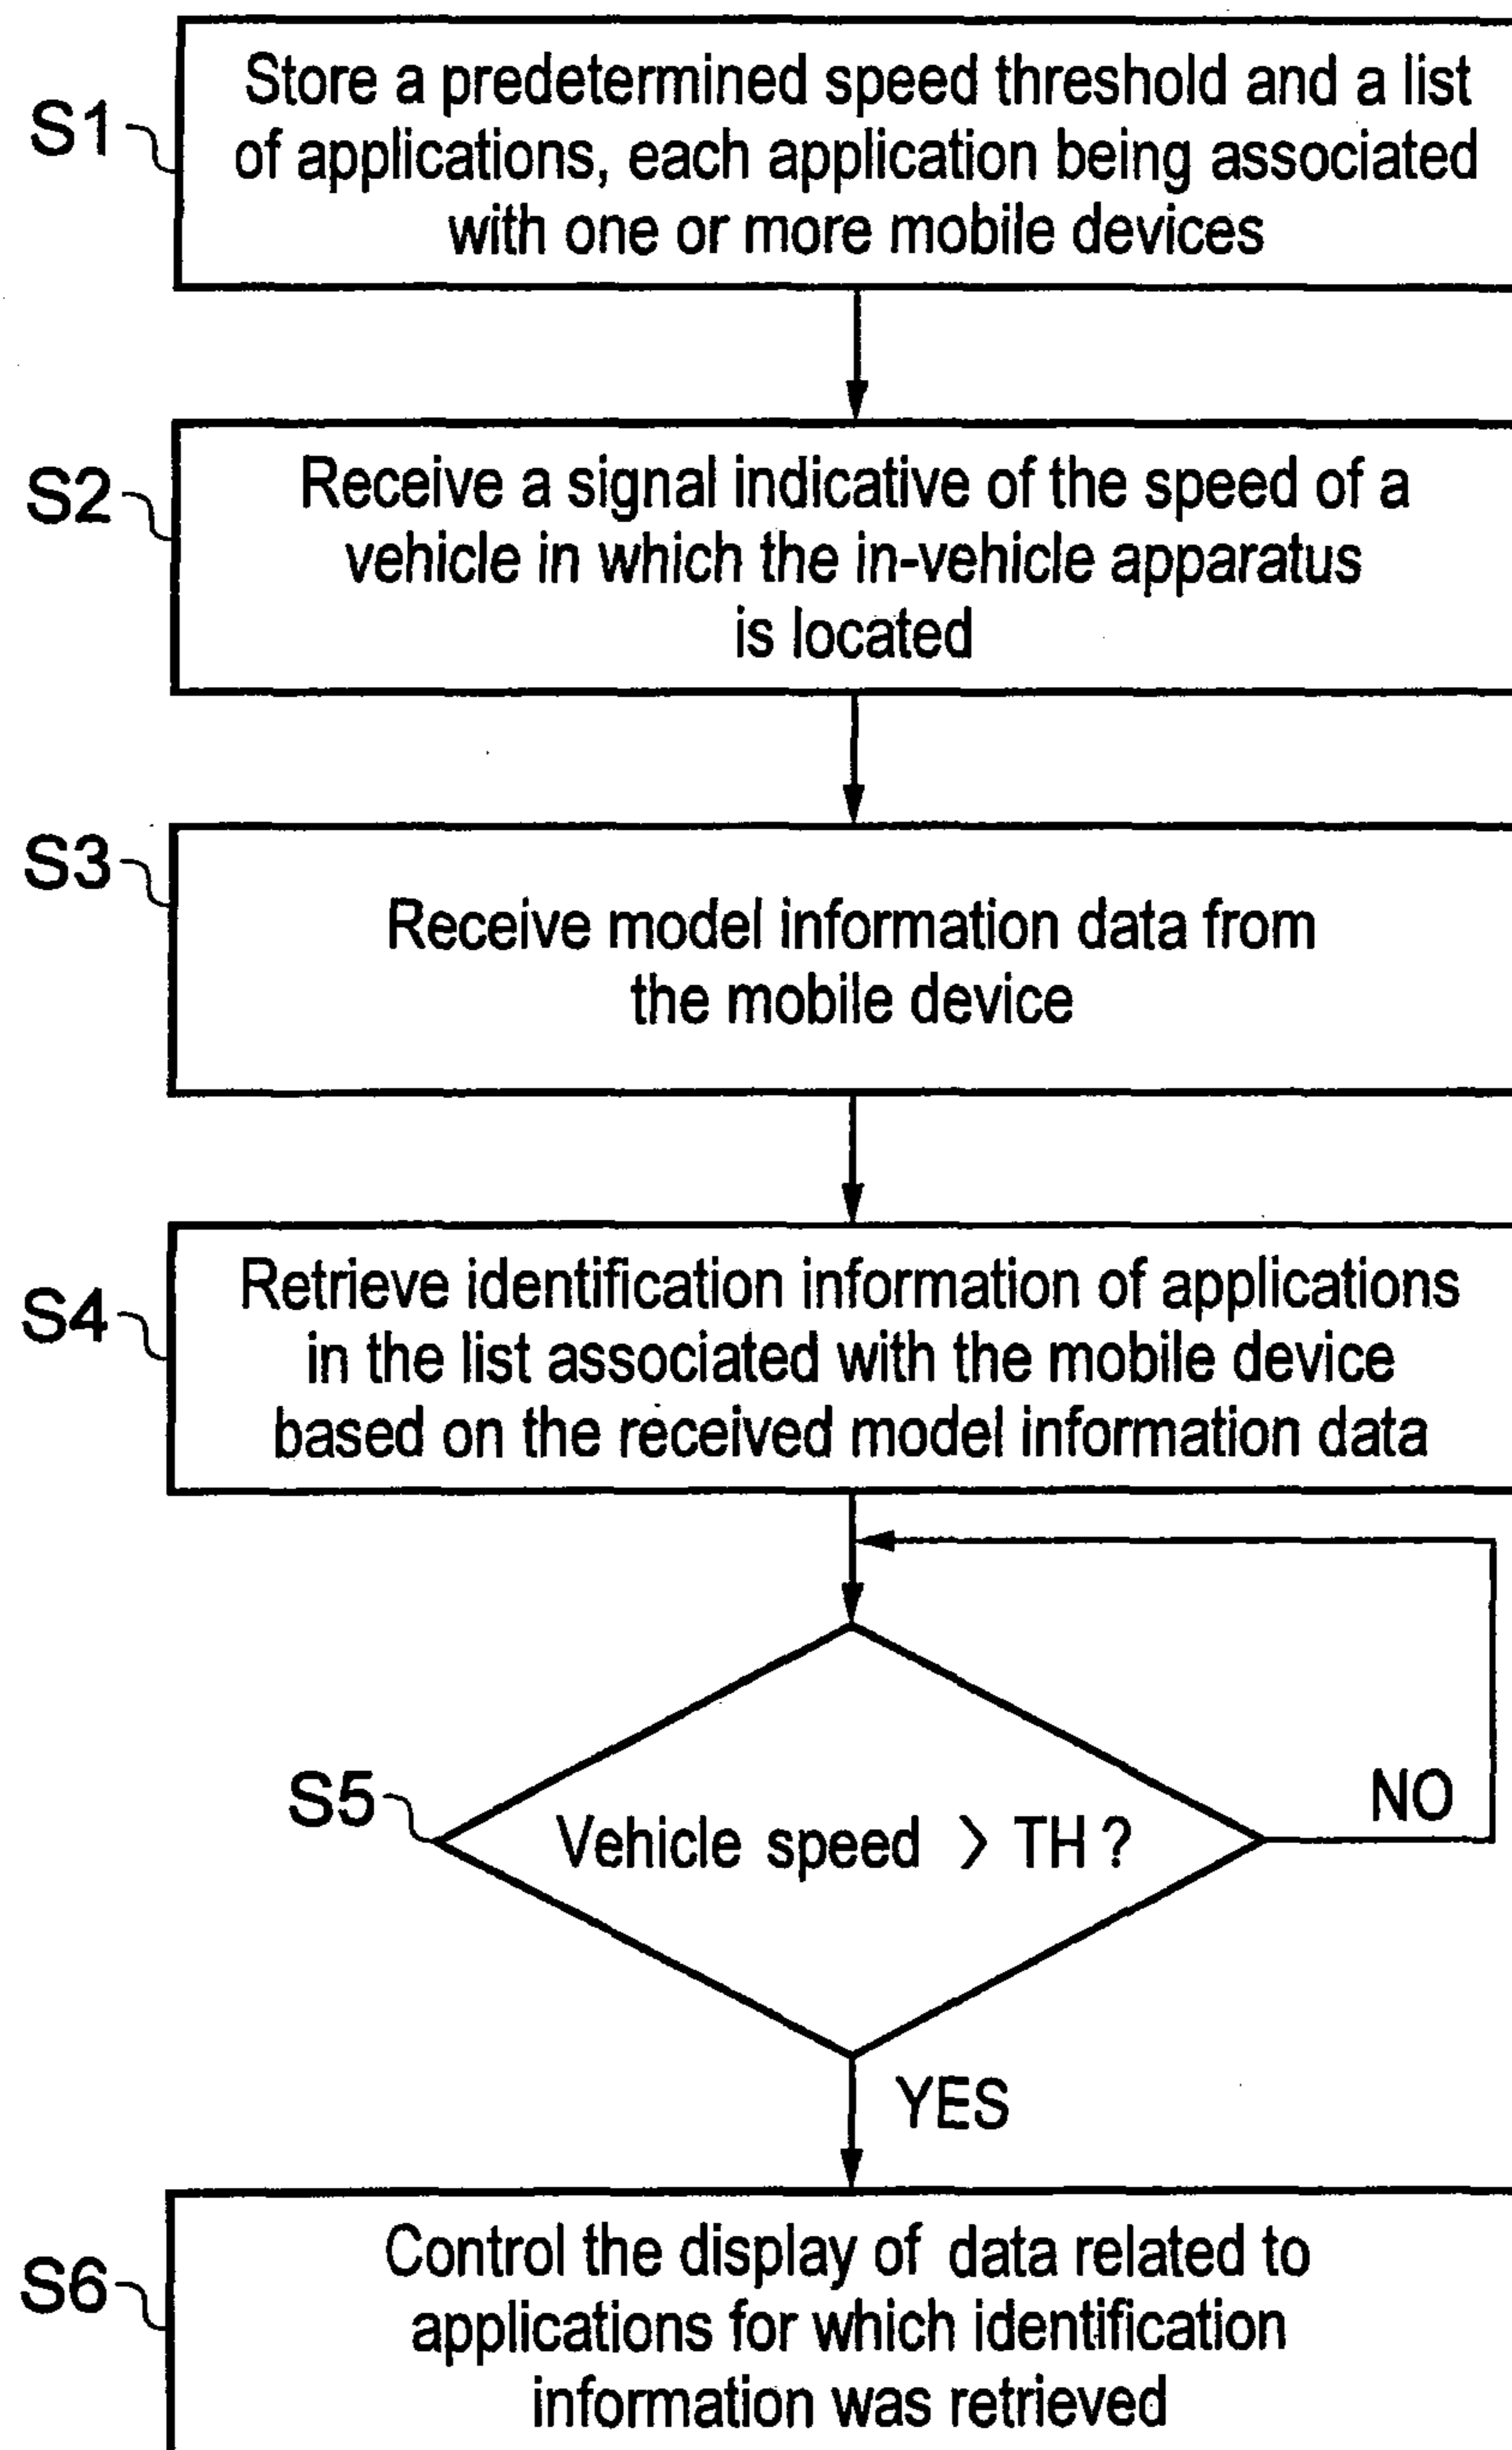 S1
Store a predetermined speed threshold and a list
of applications, each application being associated
with one or more mobile devices
S2
Receive a signal indicative of the speed of a
vehicle in which the in-vehicle apparatus
is located
S3
Receive model information data from
the mobile device
S4
Retrieve identification information of applications
in the list associated with the mobile device
based on the received model information data
S5
Vehicle speed > TH ?
NO
YES
S6
Control the display of data related to
applications for which identification
information was retrieved